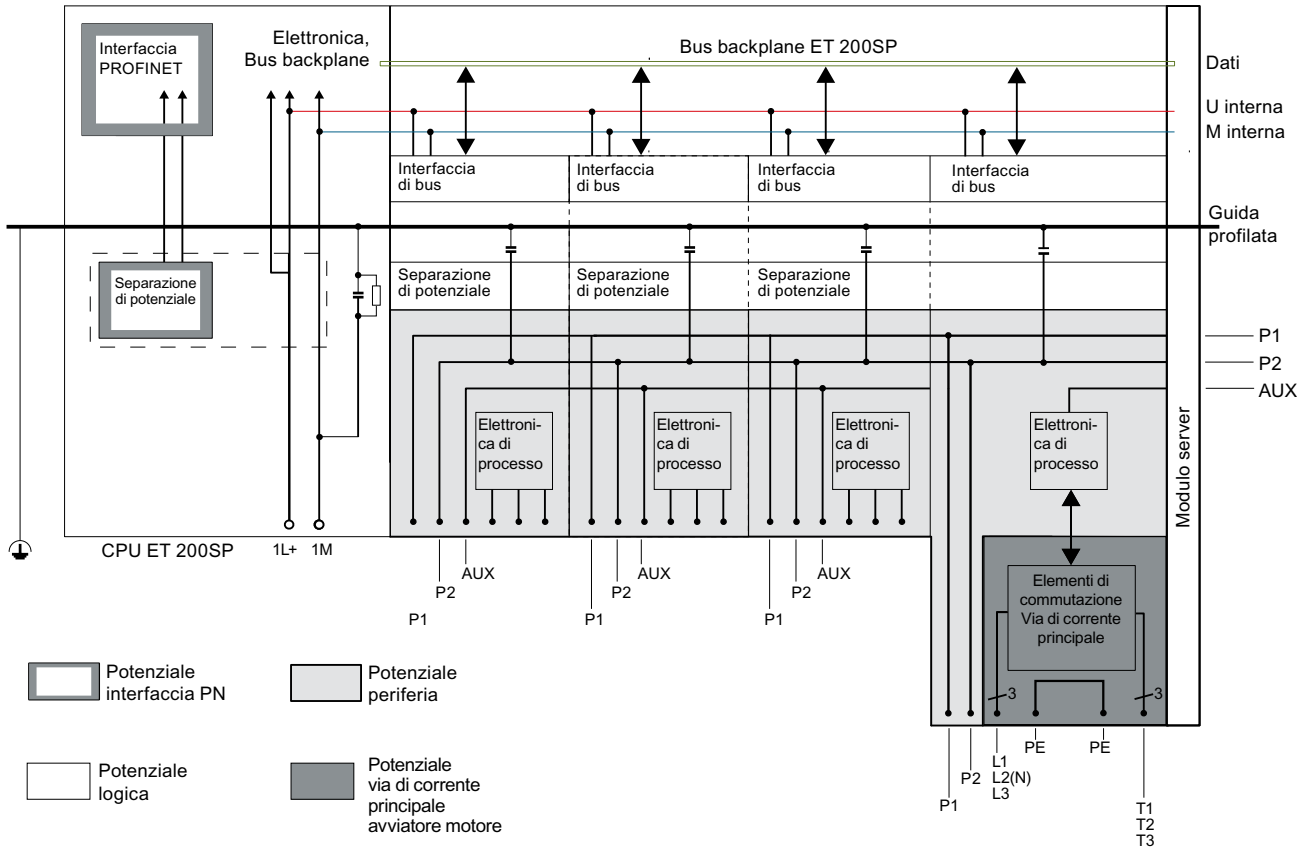 Interfaccia
PROFINET
Elettronica,
Bus backplane
Bus backplane ET 200SP
Dati
U interna
M interna
Interfaccia
di bus
Interfaccia
di bus
Interfaccia
di bus
Interfaccia
di bus
Guida
profilata
Separazione
di potenziale
Separazione
di potenziale
Separazione
di potenziale
Separazione
di potenziale
P1
P2
AUX
Elettroni-
ca di
processo
Elettroni-
ca di
processo
Elettroni-
ca di
processo
Elettroni-
ca di
processo
Modulo server
CPU ET 200SP
1L+
1M
AUX
P2
P1
AUX
P2
P1
AUX
P2
P1
Elementi di
commutazione
Via di corrente
principale
3
3
P1
P2
L1
L2(N)
L3
PE
PE
T1
T2
T3
Potenziale
interfaccia PN
Potenziale
periferia
Potenziale
logica
Potenziale
via di corrente
principale
avviatore motore